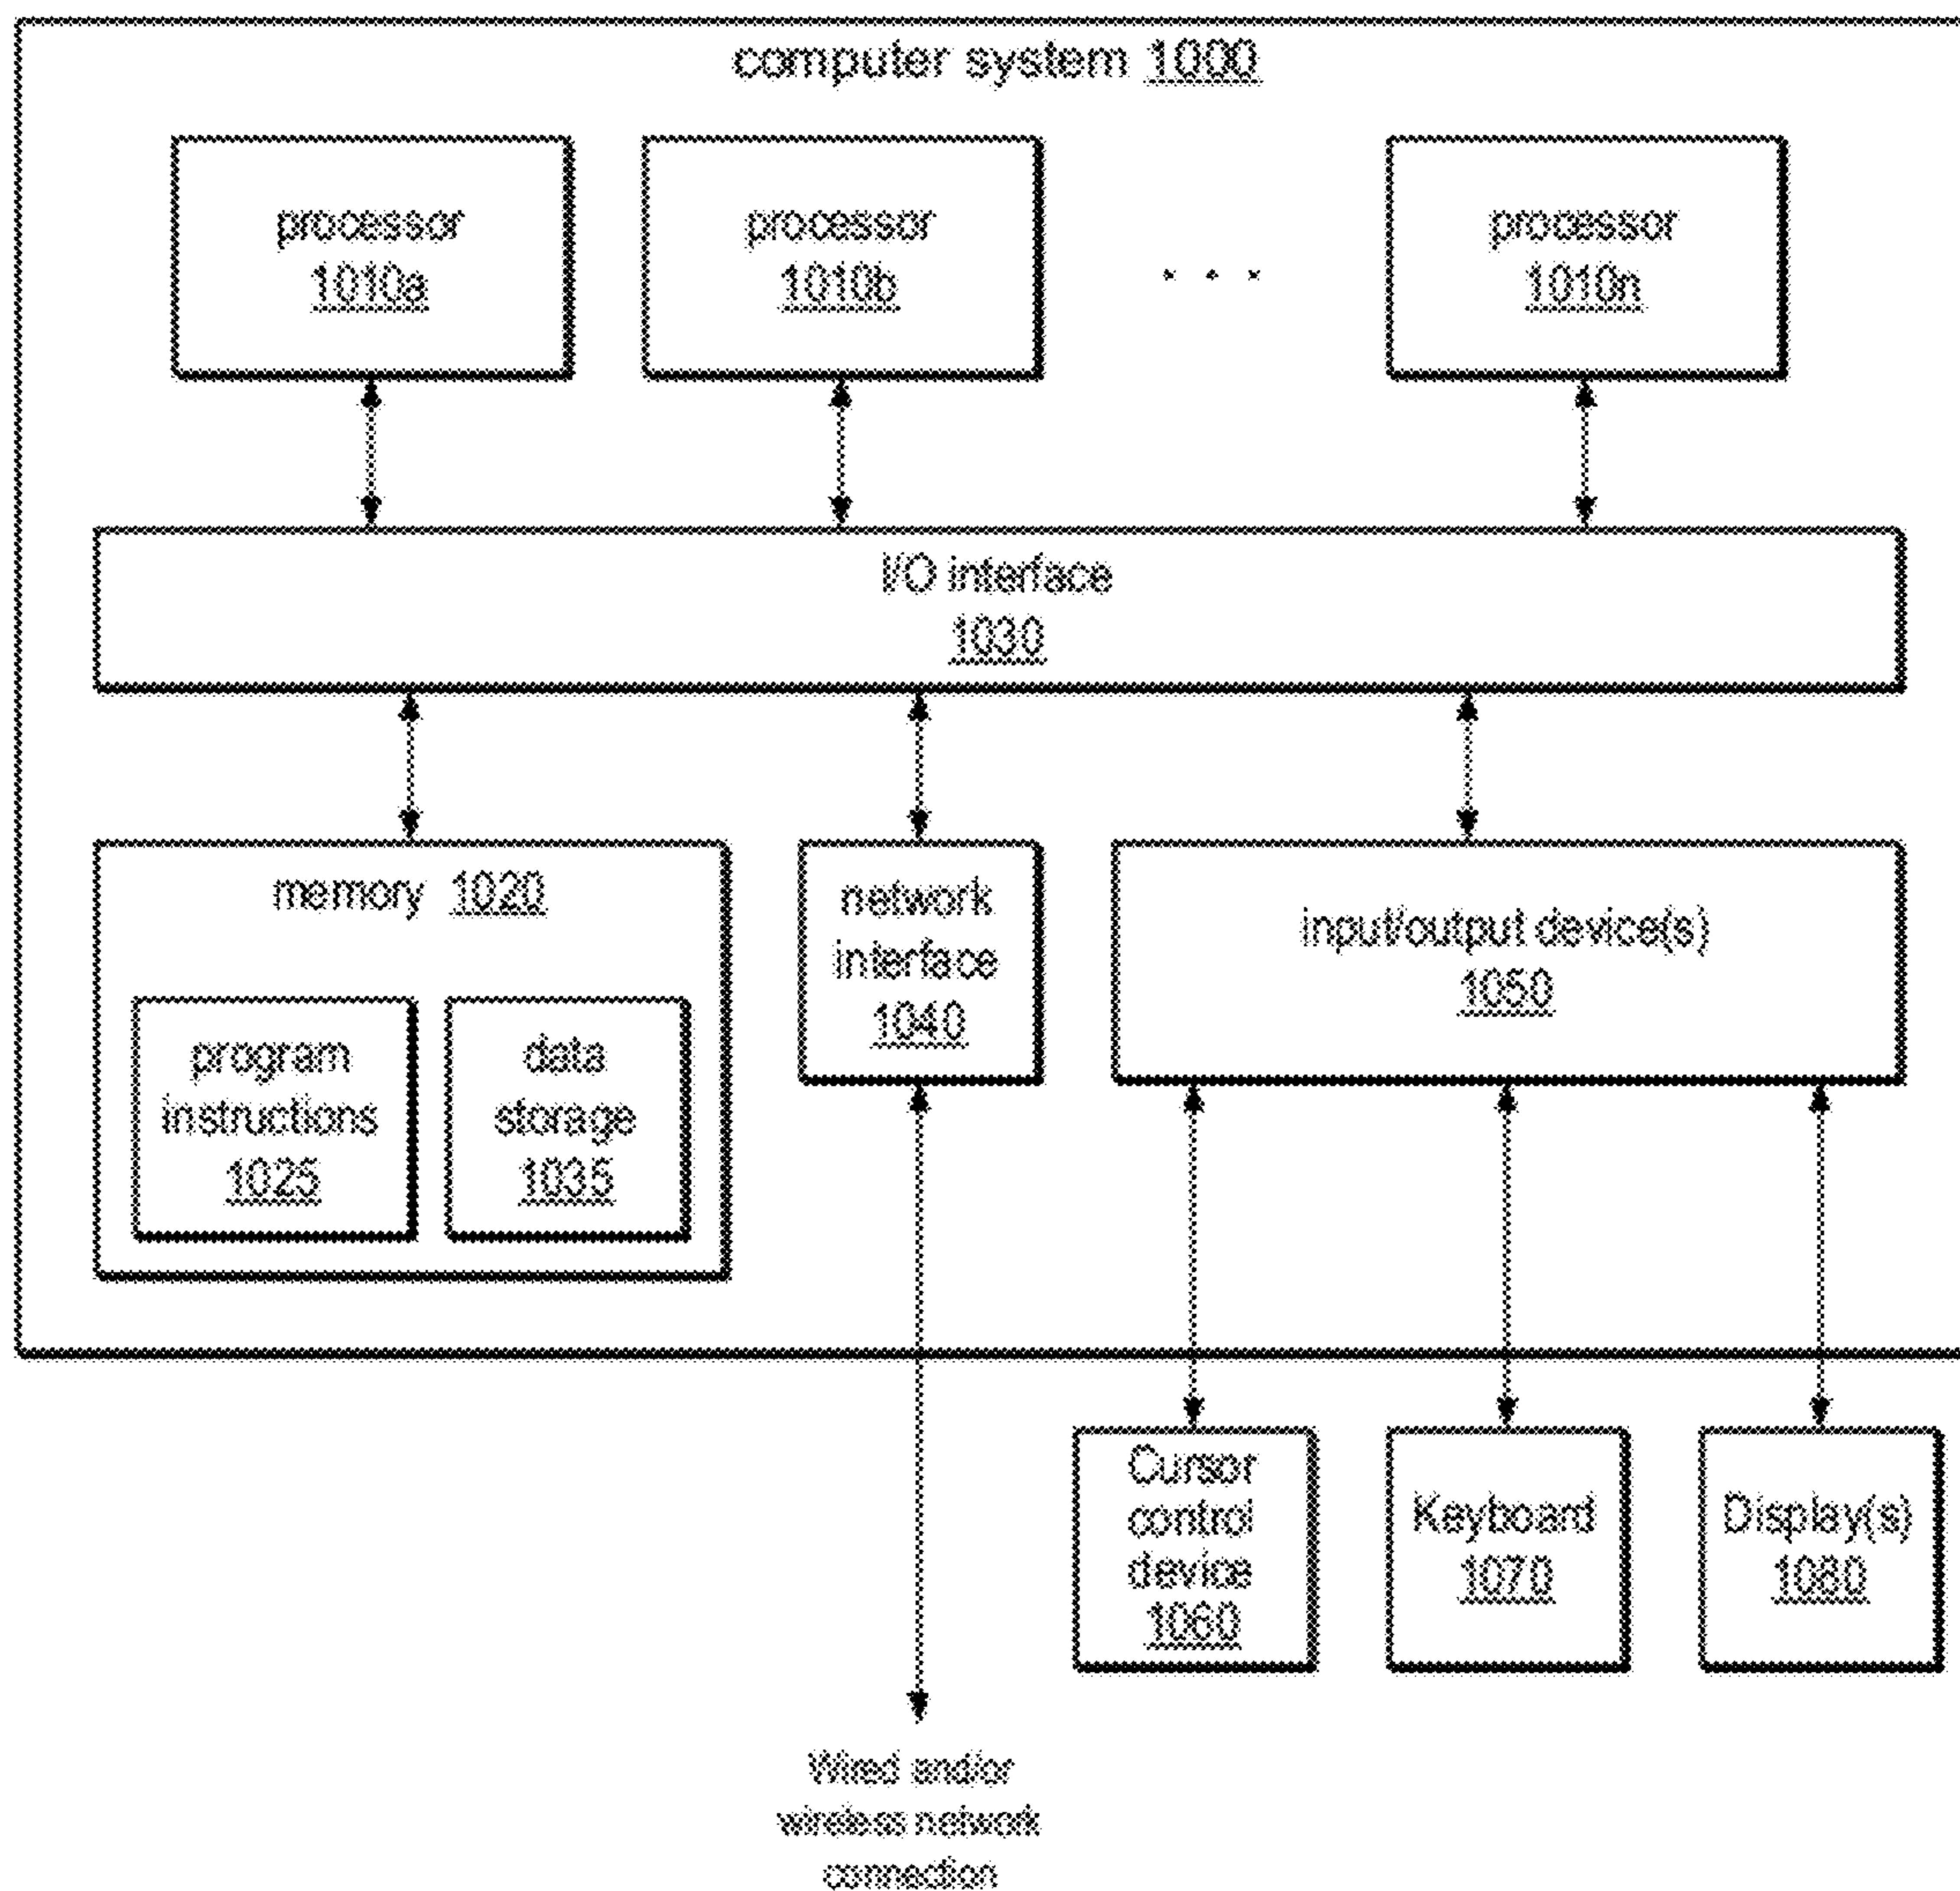 computer system 1000
processor
1010a
processor
1010b
. . .
processor
1010n
I/O interface
1030
memory 1020
program
instructions
1025
data
storage
1035
network
interface
1040
input/output device(s)
1050
Cursor
control
device
1060
Keyboard
1070
Display(s)
1080
Wired and/or
wireless network
connection